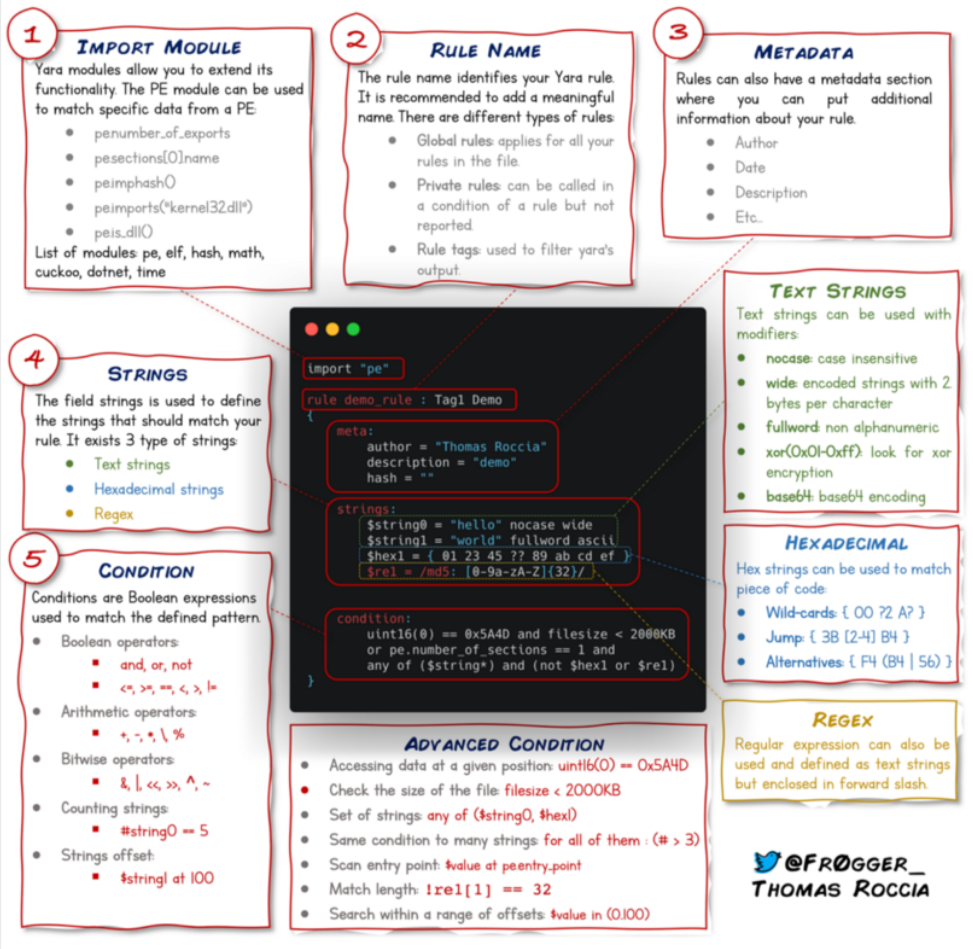 1
IMPORT MODULE
Yara modules allow you to extend its
functionality. The PE module can be used
to match specific data from a PE:
pe.number_of_exports
pe.sections[0].name
pe.imphash()
pe.imports("kernel32.dll")
pe.is_dll()
List of modules: pe, elf, hash, math,
cuckoo, dotnet, time
2
RULE NAME
The rule name identifies your Yara rule.
It is recommended to add a meaningful
name. There are different types of rules:
Global rules: applies for all your
rules in the file.
Private rules: can be called in
a condition of a rule but not
reported.
Rule tags: used to filter yara's
output.
3
METADATA
Rules can also have a metadata section
where you can put additional
information about your rule.
Author
Date
Description
Etc...
4
STRINGS
The field strings is used to define
the strings that should match your
rule. It exists 3 type of strings:
Text strings
Hexadecimal strings
Regex
import "pe"
rule demo_rule : Tag1 Demo
{
meta:
author = "Thomas Roccia"
description = "demo"
hash = ""
strings:
$string0 = "hello" nocase wide
$string1 = "world" fullword ascii
$hex1 = { 01 23 45 ?? 89 ab cd ef }
$re1 = /md5: [0-9a-zA-Z]{32}/
condition:
uint16(0) == 0x5A4D and filesize < 2000KB
or pe.number_of_sections == 1 and
any of ($string*) and (not $hex1 or $re1)
}
TEXT STRINGS
Text strings can be used with
modifiers:
nocase: case insensitive
wide: encoded strings with 2
bytes per character
fullword: non alphanumeric
xor(0x01-0xff): look for xor
encryption
base64: base64 encoding
HEXADECIMAL
Hex strings can be used to match
piece of code:
Wild-cards: { 00 ?2 A? }
Jump: { 3B [2-4] B4 }
Alternatives: { F4 (B4 | 56) }
REGEX
Regular expression can also be
used and defined as text strings
but enclosed in forward slash.
5
CONDITION
Conditions are Boolean expressions
used to match the defined pattern.
Boolean operators:
and, or, not
<=, >=, ==, <, >, !=
Arithmetic operators:
+, -, *, \, %
Bitwise operators:
&, |, <<, >>, ^, ~
Counting strings:
#string0 == 5
Strings offset:
$string1 at 100
ADVANCED CONDITION
Accessing data at a given position: uint16(0) == 0x5A4D
Check the size of the file: filesize < 2000KB
Set of strings: any of ($string0, $hex1)
Same condition to many strings: for all of them : (# > 3)
Scan entry point: $value at pe.entry_point
Match length: !re1[1] == 32
Search within a range of offsets: $value in (0..100)
@FR0GGER_
THOMAS ROCCIA